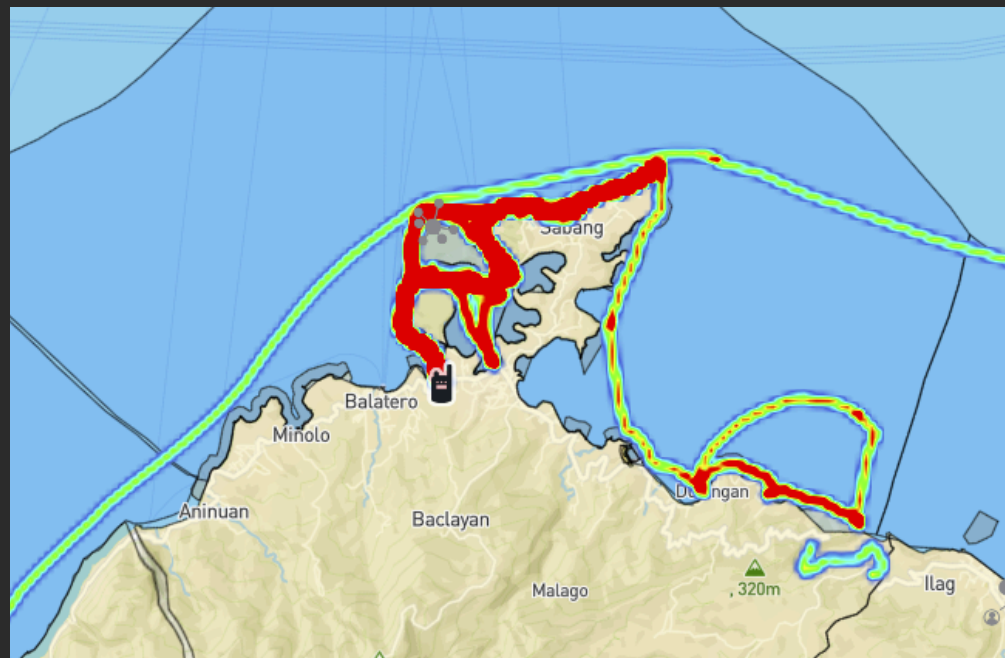 Sabang
Balatero
Minolo
Dulangan
Aninuan
Baclayan
, 320m
Malago
Ilag